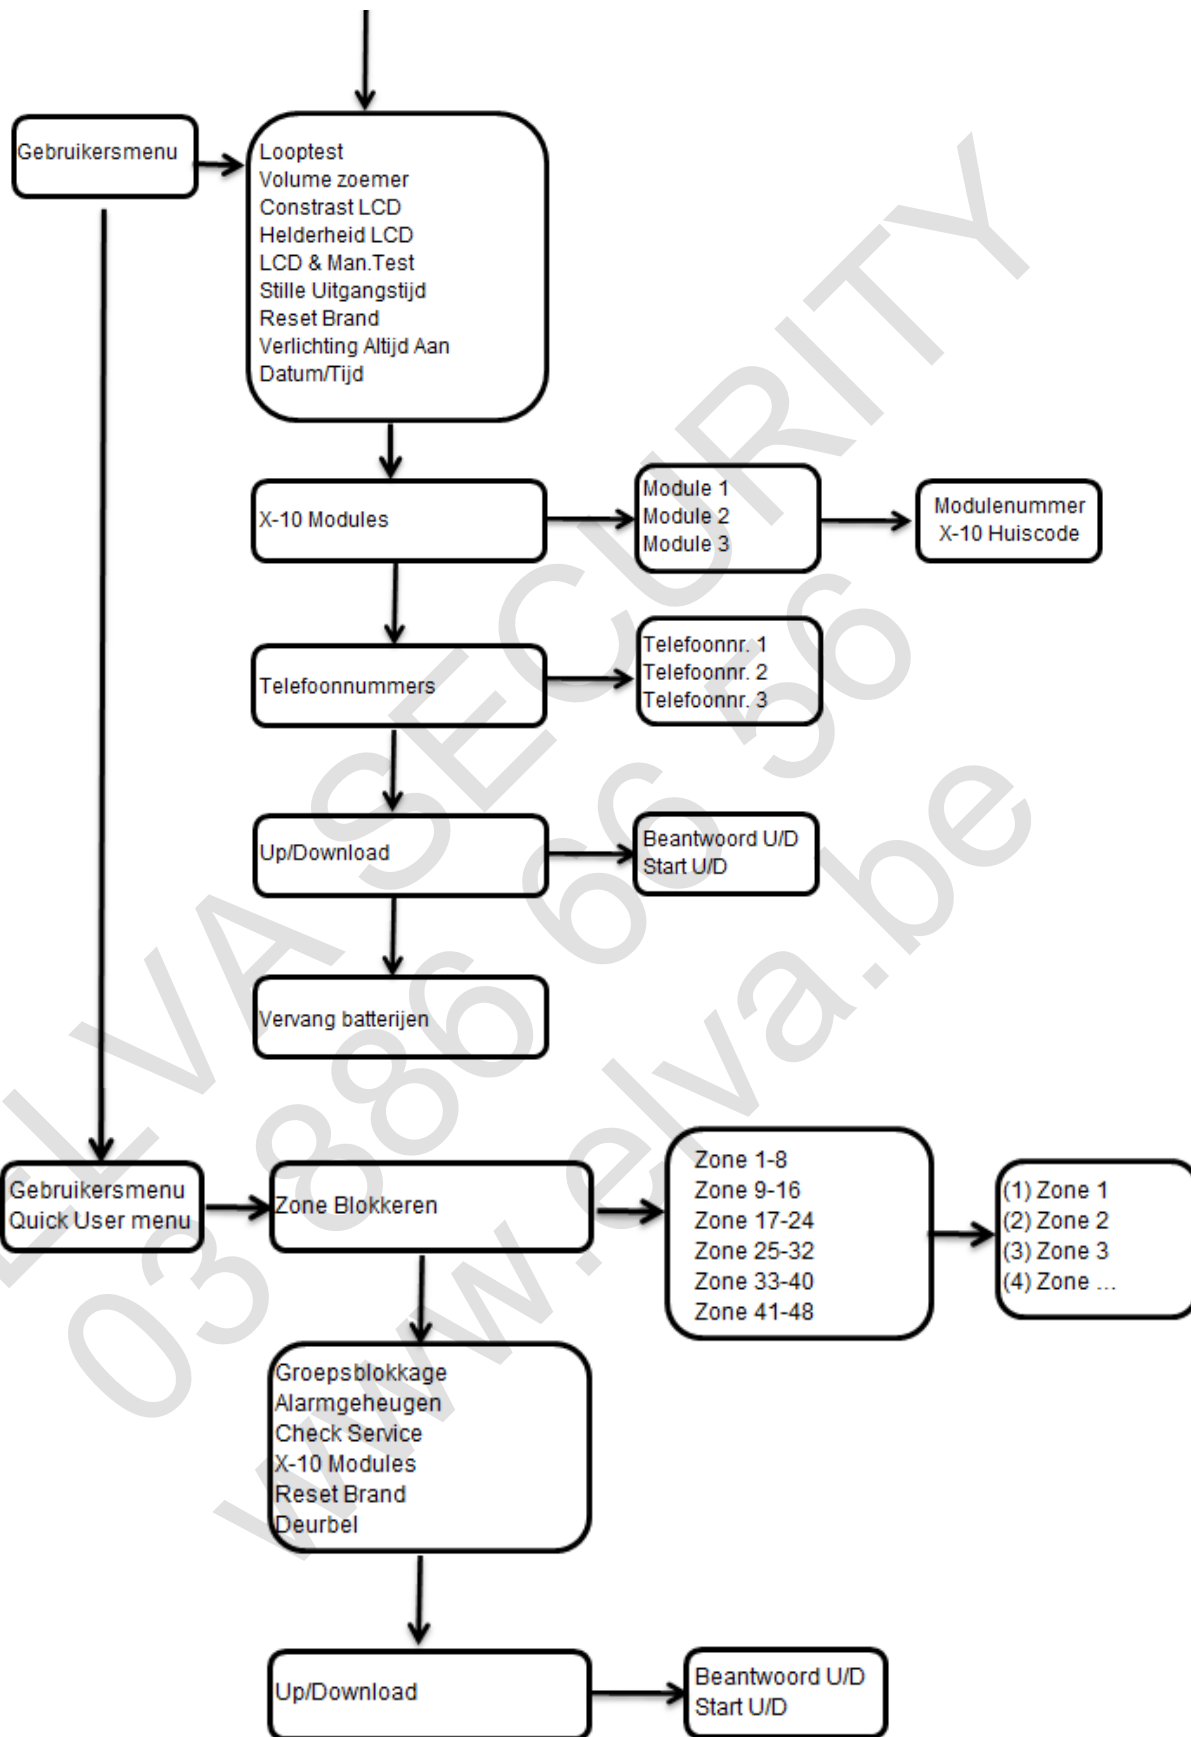 Gebruikersmenu
Looptest
Volume zoemer
Constrast LCD
Helderheid LCD
LCD & Man.Test
Stille Uitgangstijd
Reset Brand
Verlichting Altijd Aan
Datum/Tijd
X-10 Modules
Module 1
Module 2
Module 3
Modulenummer
X-10 Huiscode
Telefoonnummers
Telefoonnr. 1
Telefoonnr. 2
Telefoonnr. 3
Up/Download
Beantwoord U/D
Start U/D
Vervang batterijen
Gebruikersmenu
Quick User menu
Zone Blokkeren
Zone 1-8
Zone 9-16
Zone 17-24
Zone 25-32
Zone 33-40
Zone 41-48
(1) Zone 1
(2) Zone 2
(3) Zone 3
(4) Zone ...
Groepsblokkage
Alarmgeheugen
Check Service
X-10 Modules
Reset Brand
Deurbel
Up/Download
Beantwoord U/D
Start U/D
ELVA SECURITY
03 886 66 56
www.elva.be